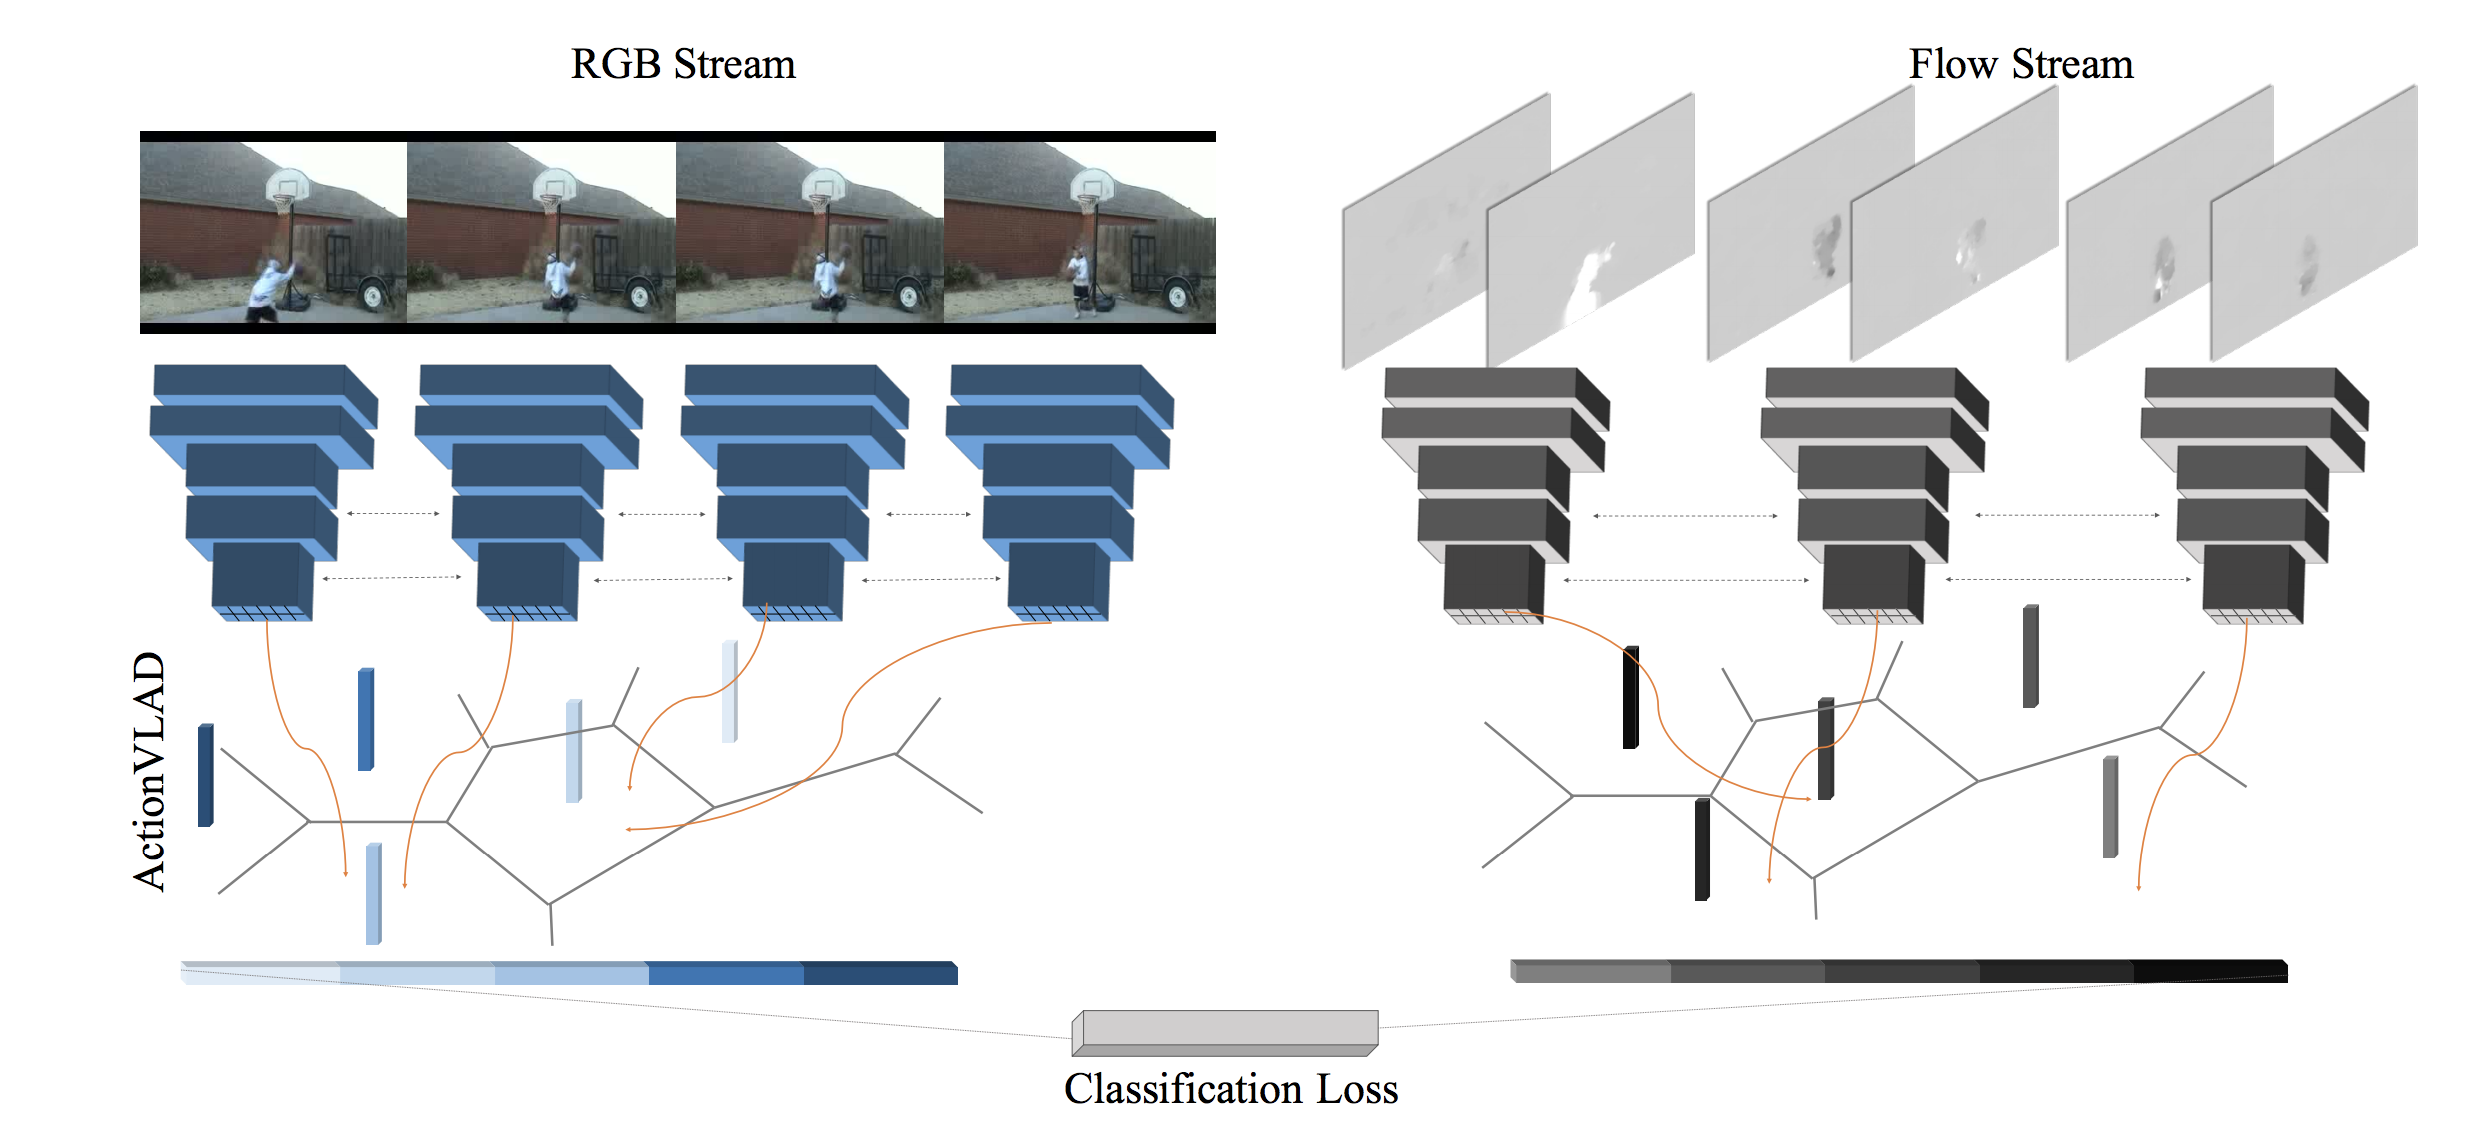 RGB Stream
Flow Stream
ActionVLAD
Classification Loss